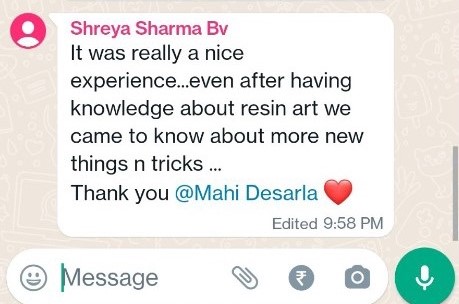 Shreya Sharma Bv
It was really a nice
experience...even after having
knowledge about resin art we
came to know about more new
things n tricks ...
Thank you @Mahi Desarla ❤️
Edited 9:58 PM
Message
₹